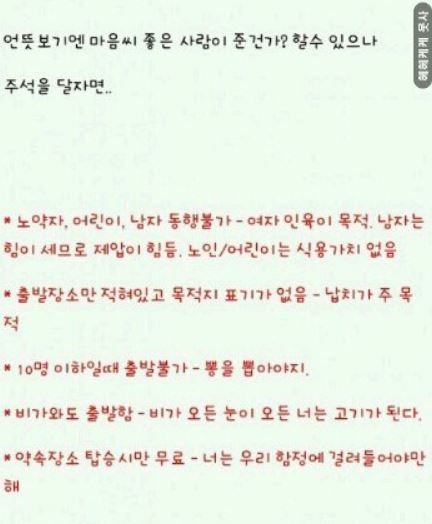 언뜻보기엔 마음씨 좋은 사람이 준건가? 할수 있으나
주석을 달자면..
* 노약자, 어린이, 남자 동행불가 - 여자 인육이 목적. 남자는
힘이 세므로 제압이 힘듬. 노인/어린이는 식용가치 없음
* 출발장소만 적혀있고 목적지 표기가 없음 - 납치가 주 목
적
* 10명 이하일때 출발불가 - 뽕을 뽑아야지.
* 비가와도 출발함 - 비가 오든 눈이 오든 너는 고기가 된다.
* 약속장소 탑승시만 무료 - 너는 우리 함정에 걸려들어야만
해
헤헤케케 웃사